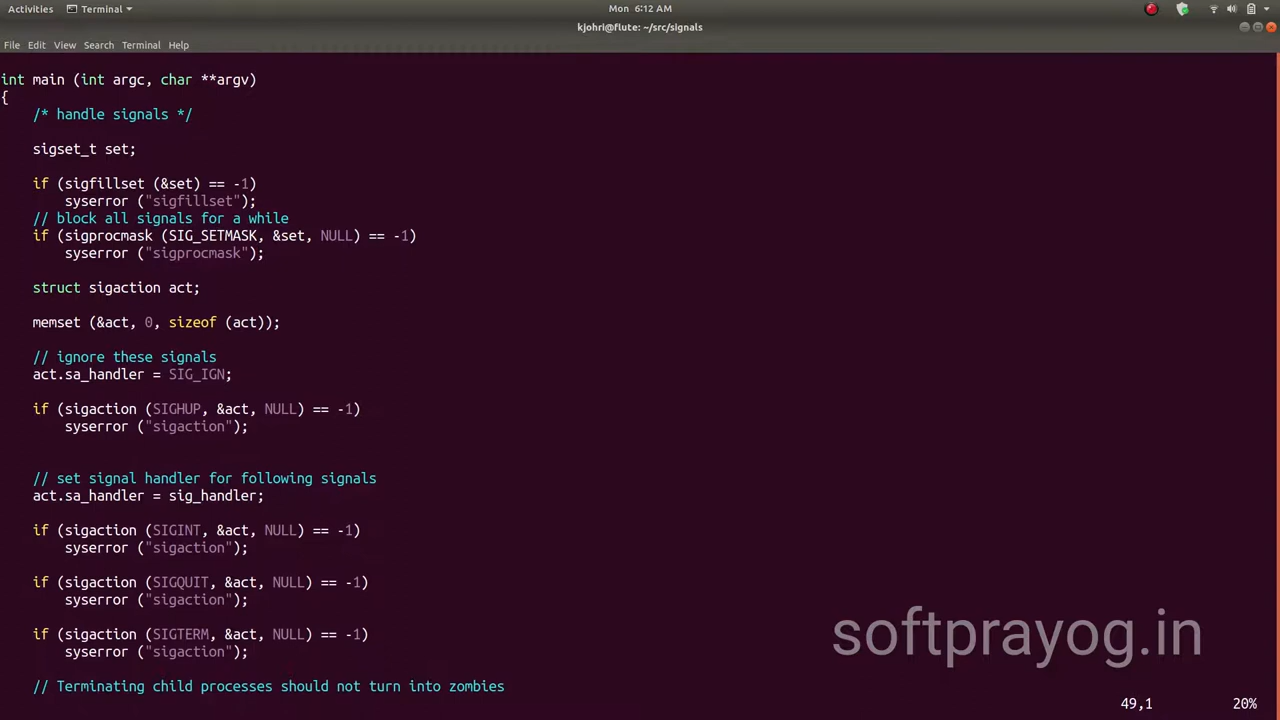 Activities Terminal Mon 6:12 AM
kjohri@flute: ~/src/signals
File Edit View Search Terminal Help
int main (int argc, char **argv)
{
/* handle signals */
sigset_t set;
if (sigfillset (&set) == -1)
syserror ("sigfillset");
// block all signals for a while
if (sigprocmask (SIG_SETMASK, &set, NULL) == -1)
syserror ("sigprocmask");
struct sigaction act;
memset (&act, 0, sizeof (act));
// ignore these signals
act.sa_handler = SIG_IGN;
if (sigaction (SIGHUP, &act, NULL) == -1)
syserror ("sigaction");
// set signal handler for following signals
act.sa_handler = sig_handler;
if (sigaction (SIGINT, &act, NULL) == -1)
syserror ("sigaction");
if (sigaction (SIGQUIT, &act, NULL) == -1)
syserror ("sigaction");
if (sigaction (SIGTERM, &act, NULL) == -1)
syserror ("sigaction");
softprayog.in
// Terminating child processes should not turn into zombies
49,1 20%